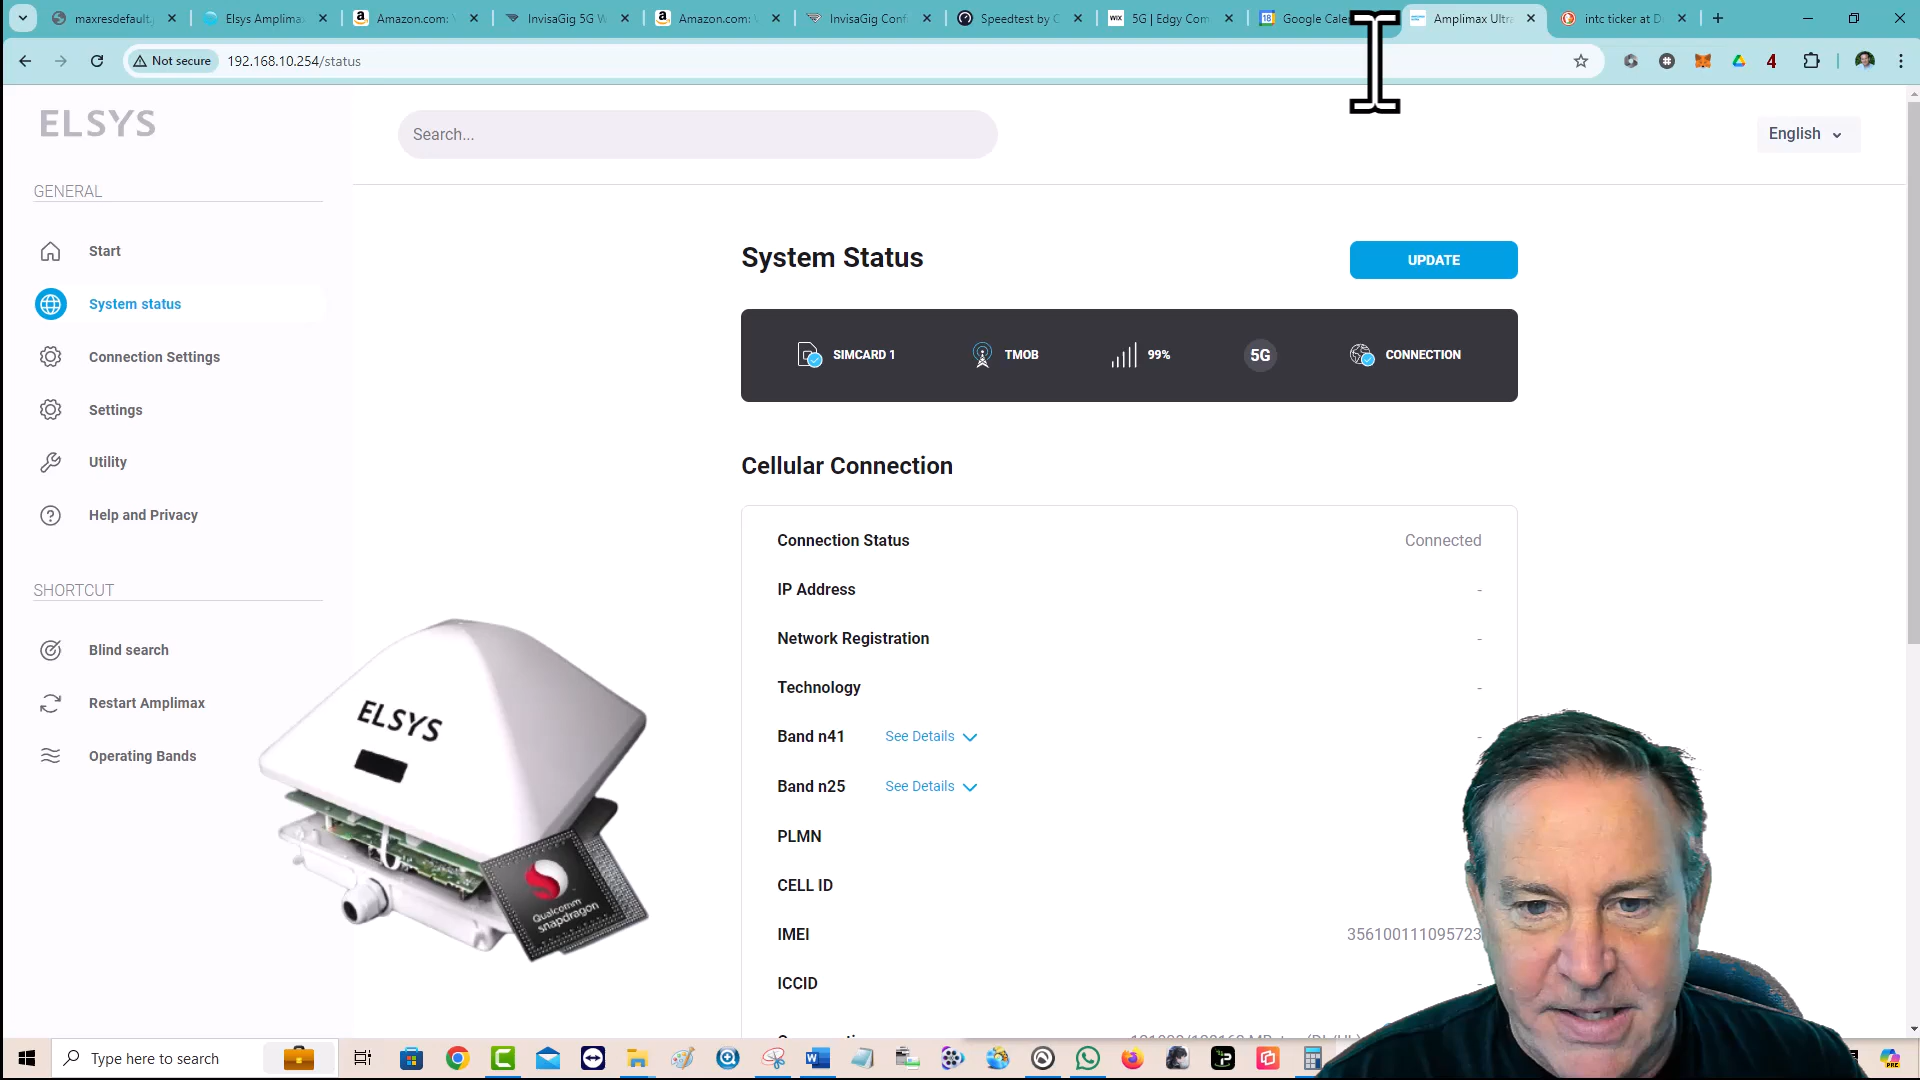 maxresdefault.
Elsys Amplimax
Amazon.com:
InvisaGig 5G W
Amazon.com:
InvisaGig Conf
Speedtest by
5G | Edgy Com
Google Cale
Amplimax Ultra
intc ticker at D
Not secure
192.168.10.254/status
ELSYS
Search...
English
GENERAL
Start
System status
Connection Settings
Settings
Utility
Help and Privacy
SHORTCUT
Blind search
Restart Amplimax
Operating Bands
System Status
UPDATE
SIMCARD 1
TMOB
99%
5G
CONNECTION
Cellular Connection
Connection Status Connected
IP Address -
Network Registration -
Technology -
Band n41 See Details -
Band n25 See Details
PLMN
CELL ID
IMEI 356100111095723
ICCID -
ELSYS
Qualcomm
snapdragon
Type here to search